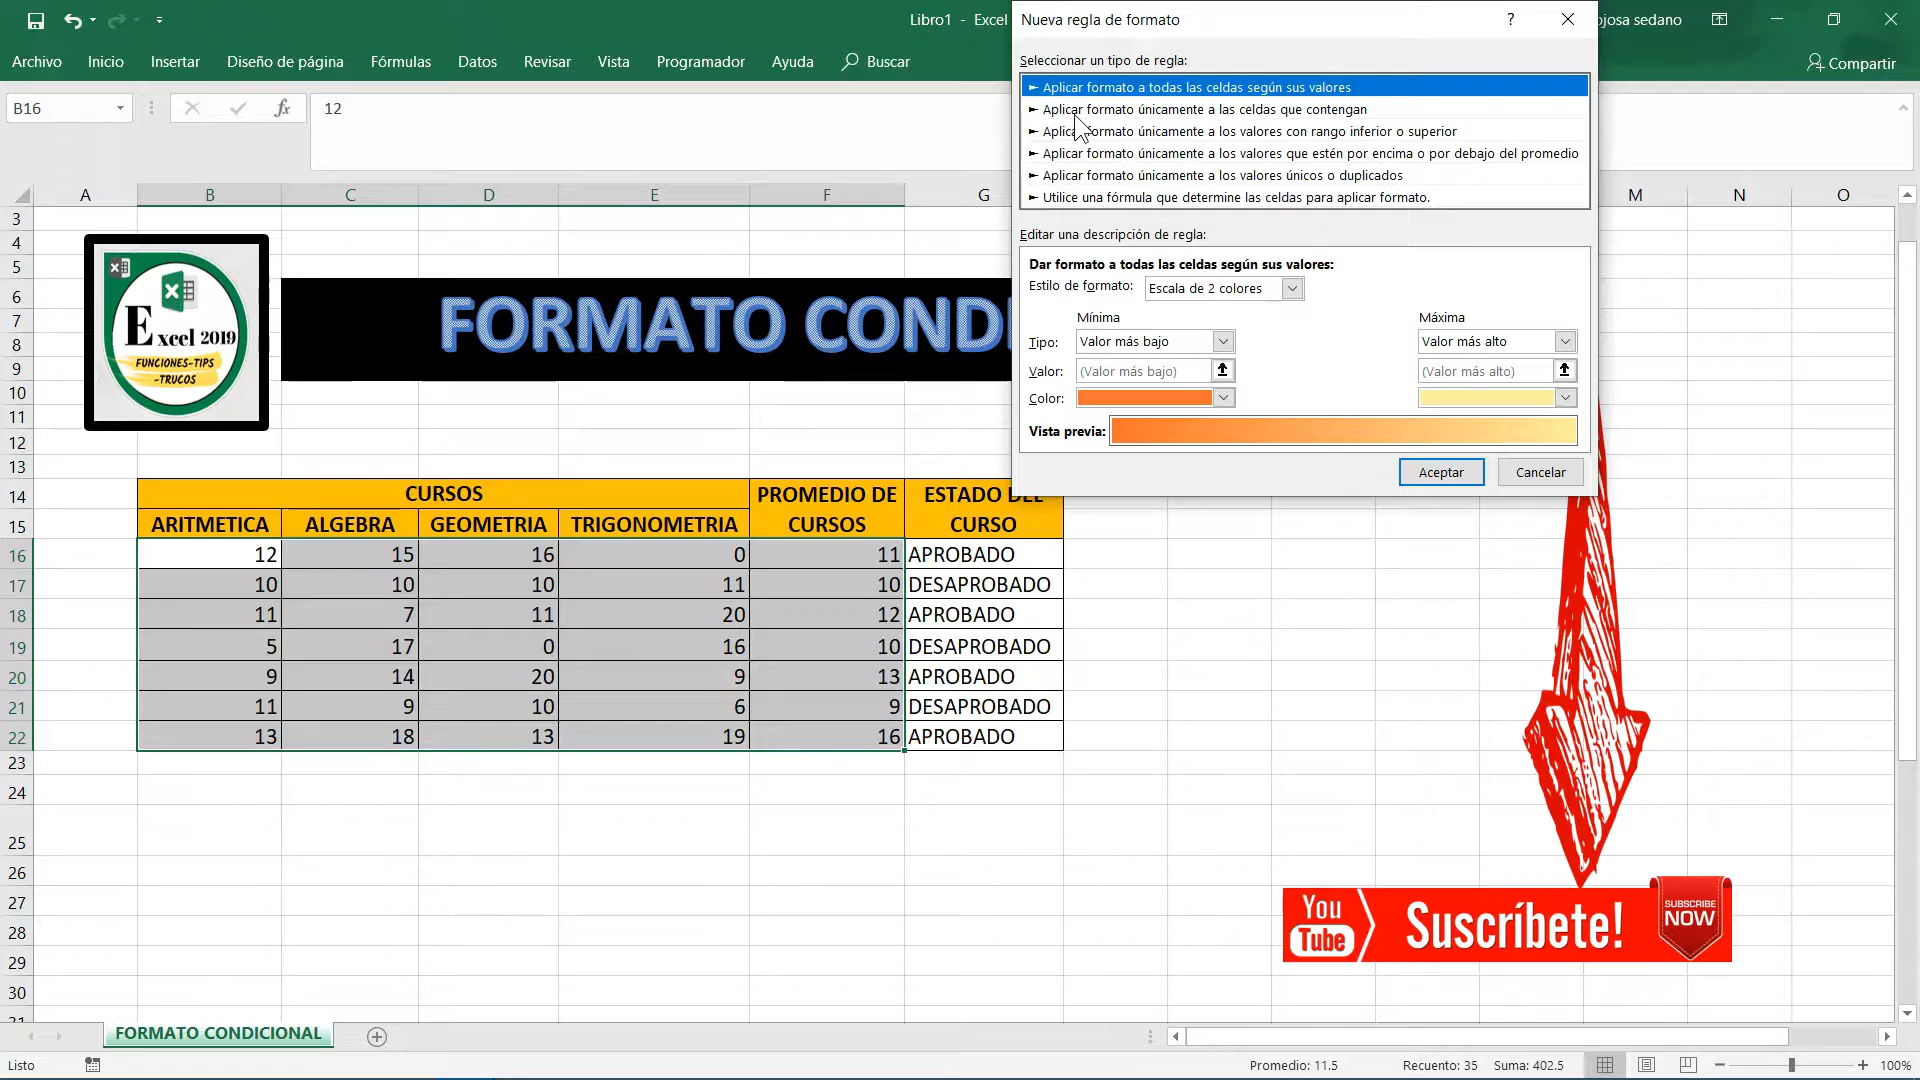 Libro1 - Excel
ojosa sedano
Archivo Inicio Insertar Diseño de página Fórmulas Datos Revisar Vista Programador Ayuda Buscar
Compartir
B16
fx
12
Nueva regla de formato
?
Seleccionar un tipo de regla:
► Aplicar formato a todas las celdas según sus valores
► Aplicar formato únicamente a las celdas que contengan
► Aplicar formato únicamente a los valores con rango inferior o superior
► Aplicar formato únicamente a los valores que estén por encima o por debajo del promedio
► Aplicar formato únicamente a los valores únicos o duplicados
► Utilice una fórmula que determine las celdas para aplicar formato.
Editar una descripción de regla:
Dar formato a todas las celdas según sus valores:
Estilo de formato: Escala de 2 colores
Mínima Máxima
Tipo: Valor más bajo Valor más alto
Valor: (Valor más bajo) (Valor más alto)
Color:
Vista previa:
Aceptar Cancelar
A B C D E F G M N O
3
4
5
6
7
8
9
10
11
12
13
14
15
16
17
18
19
20
21
22
23
24
25
26
27
28
29
30
31
Excel 2019
FUNCIONES-TIPS
-TRUCOS
FORMATO CONDI
CURSOS PROMEDIO DE ESTADO DEL
ARITMETICA ALGEBRA GEOMETRIA TRIGONOMETRIA CURSOS CURSO
12 15 16 0 11 APROBADO
10 10 10 11 10 DESAPROBADO
11 7 11 20 12 APROBADO
5 17 0 16 10 DESAPROBADO
9 14 20 9 13 APROBADO
11 9 10 6 9 DESAPROBADO
13 18 13 19 16 APROBADO
You
Tube
Suscríbete!
SUBSCRIBE
NOW
FORMATO CONDICIONAL
Listo
Promedio: 11.5 Recuento: 35 Suma: 402.5
100%